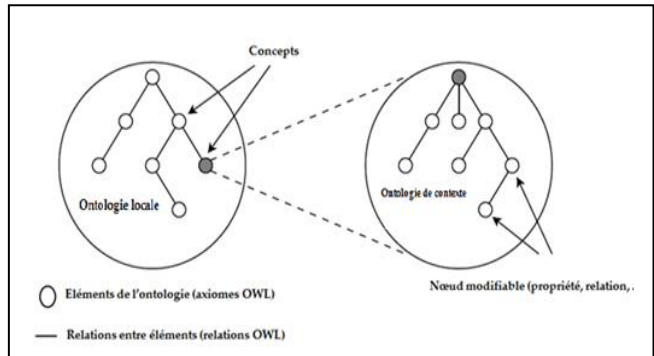 Concepts
Ontologie locale
Ontologie de contexte
Nœud modifiable (propriété, relation, .
Eléments de l'ontologie (axiomes OWL)
Relations entre éléments (relations OWL)